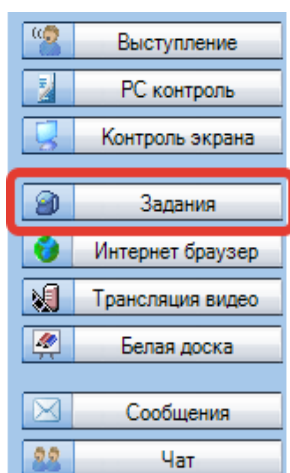 Выступление
PC контроль
Контроль экрана
Задания
Интернет браузер
Трансляция видео
Белая доска
Сообщения
Чат